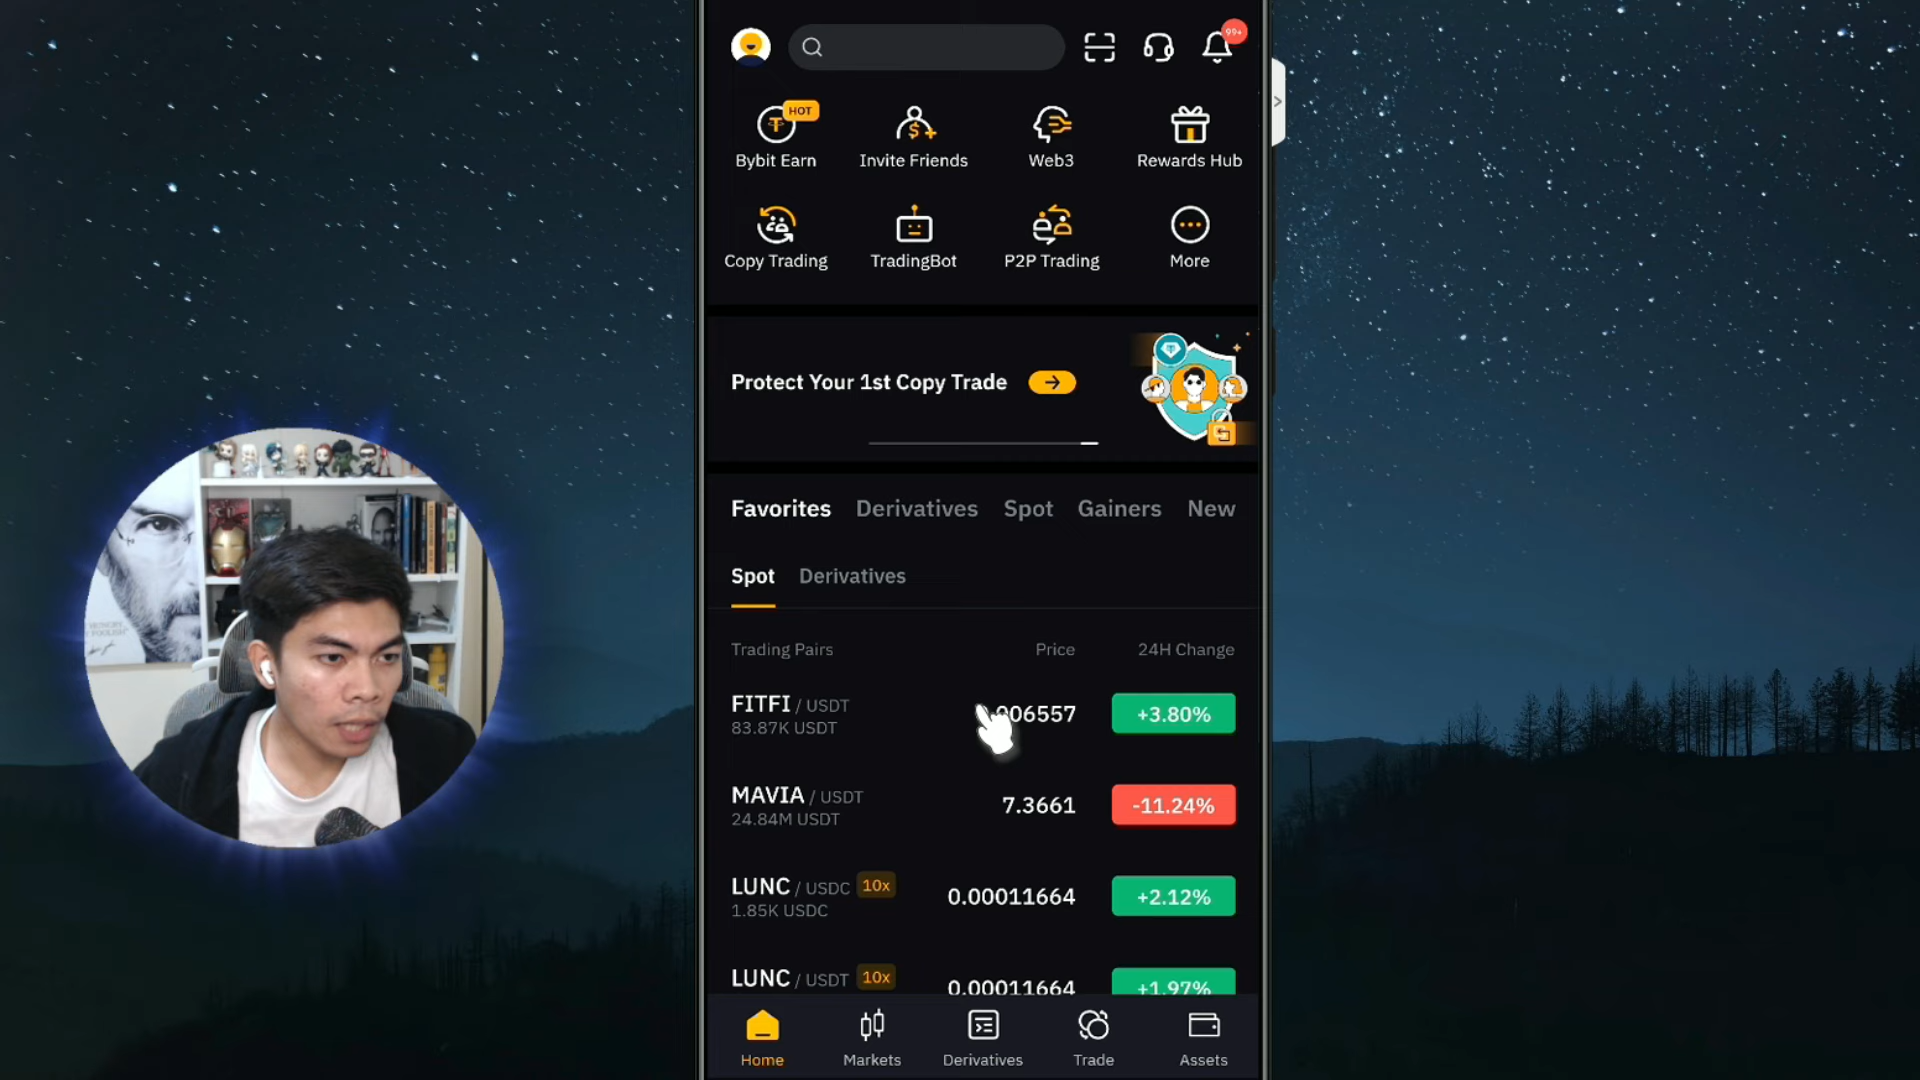 99+
HOT
Bybit Earn
Invite Friends
Web3
Rewards Hub
Copy Trading
TradingBot
P2P Trading
More
Protect Your 1st Copy Trade
Favorites Derivatives Spot Gainers New
Spot Derivatives
Trading Pairs Price 24H Change
FITFI / USDT 006557 +3.80%
83.87K USDT
MAVIA / USDT 7.3661 -11.24%
24.84M USDT
LUNC / USDC 10x 0.00011664 +2.12%
1.85K USDC
LUNC / USDT 10x 0.00011664 +1.97%
Home Markets Derivatives Trade Assets